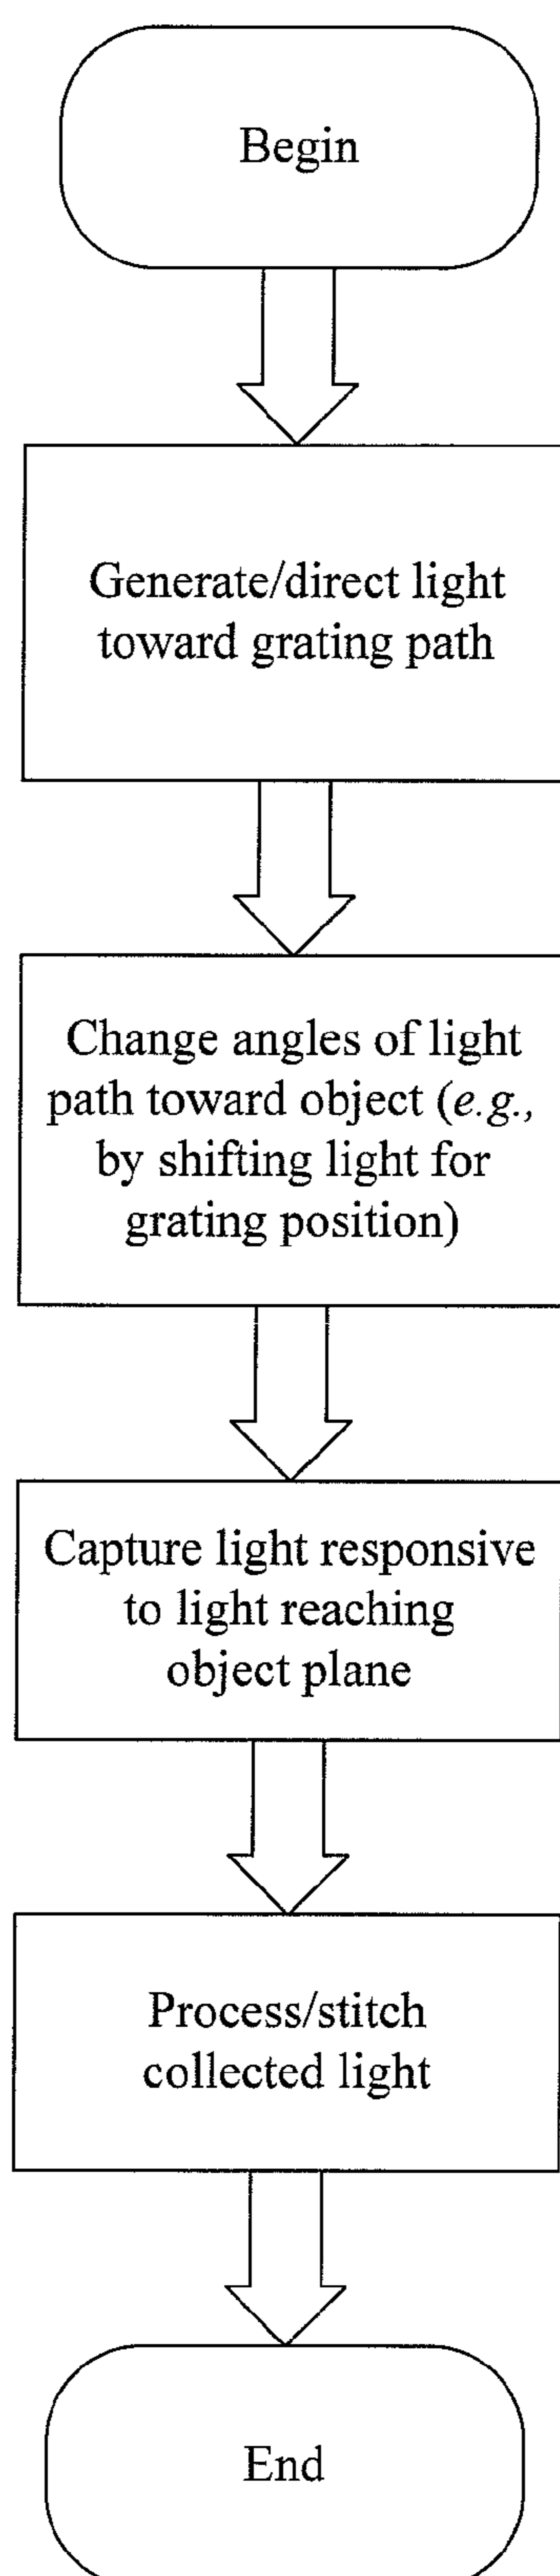 Begin
Generate/direct light
toward grating path
Change angles of light
path toward object (e.g.,
by shifting light for
grating position)
Capture light responsive
to light reaching
object plane
Process/stitch
collected light
End